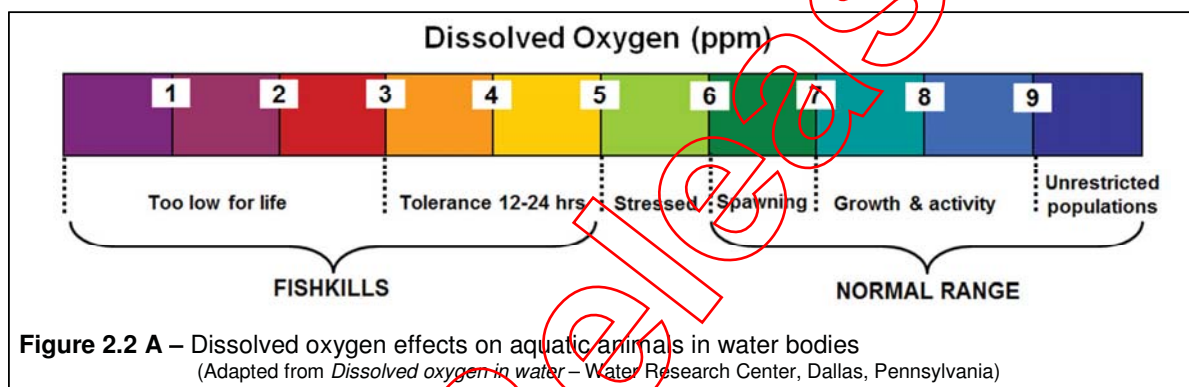 Dissolved Oxygen (ppm)
1 2 3 4 5 6 7 8 9
Too low for life Tolerance 12-24 hrs Stressed Spawning Growth & activity Unrestricted
populations
FISHKILLS NORMAL RANGE
Figure 2.2 A – Dissolved oxygen effects on aquatic animals in water bodies
(Adapted from Dissolved oxygen in water – Water Research Center, Dallas, Pennsylvania)
eleas